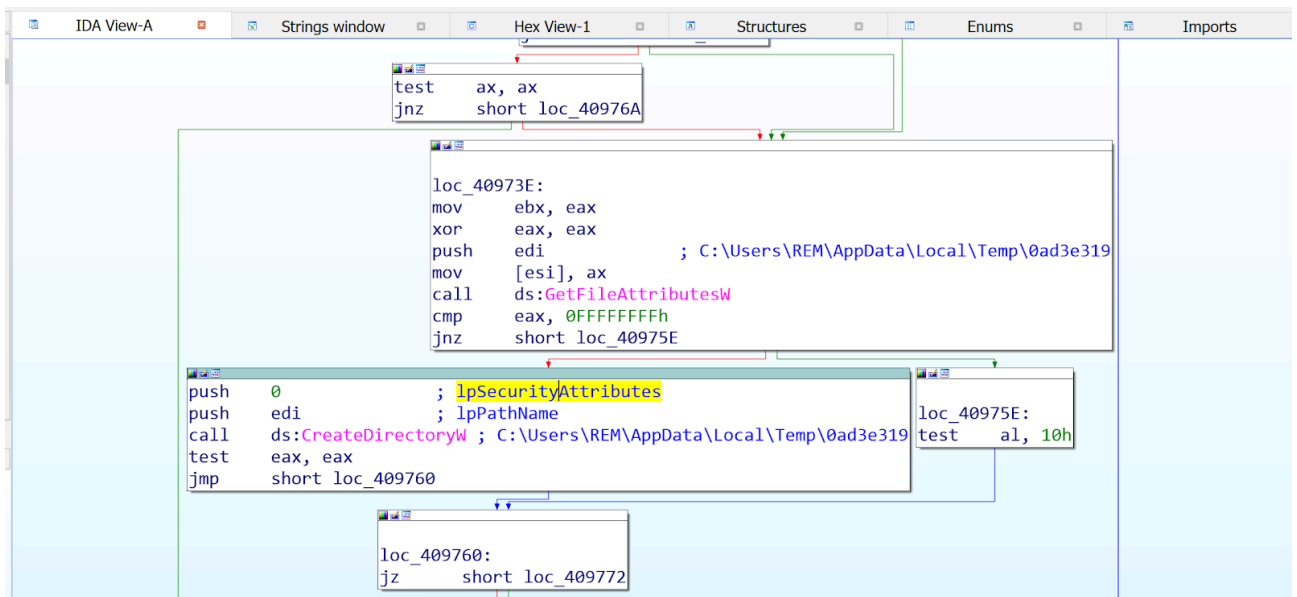 IDA View-A Strings window Hex View-1 Structures Enums Imports
test ax, ax
jnz short loc_40976A
loc_40973E:
mov ebx, eax
xor eax, eax
push edi ; C:\Users\REM\AppData\Local\Temp\0ad3e319
mov [esi], ax
call ds:GetFileAttributesW
cmp eax, 0FFFFFFFFh
jnz short loc_40975E
push 0 ; lpSecurityAttributes
push edi ; lpPathName
call ds:CreateDirectoryW ; C:\Users\REM\AppData\Local\Temp\0ad3e319
test eax, eax
jmp short loc_409760
loc_40975E:
test al, 10h
loc_409760:
jz short loc_409772